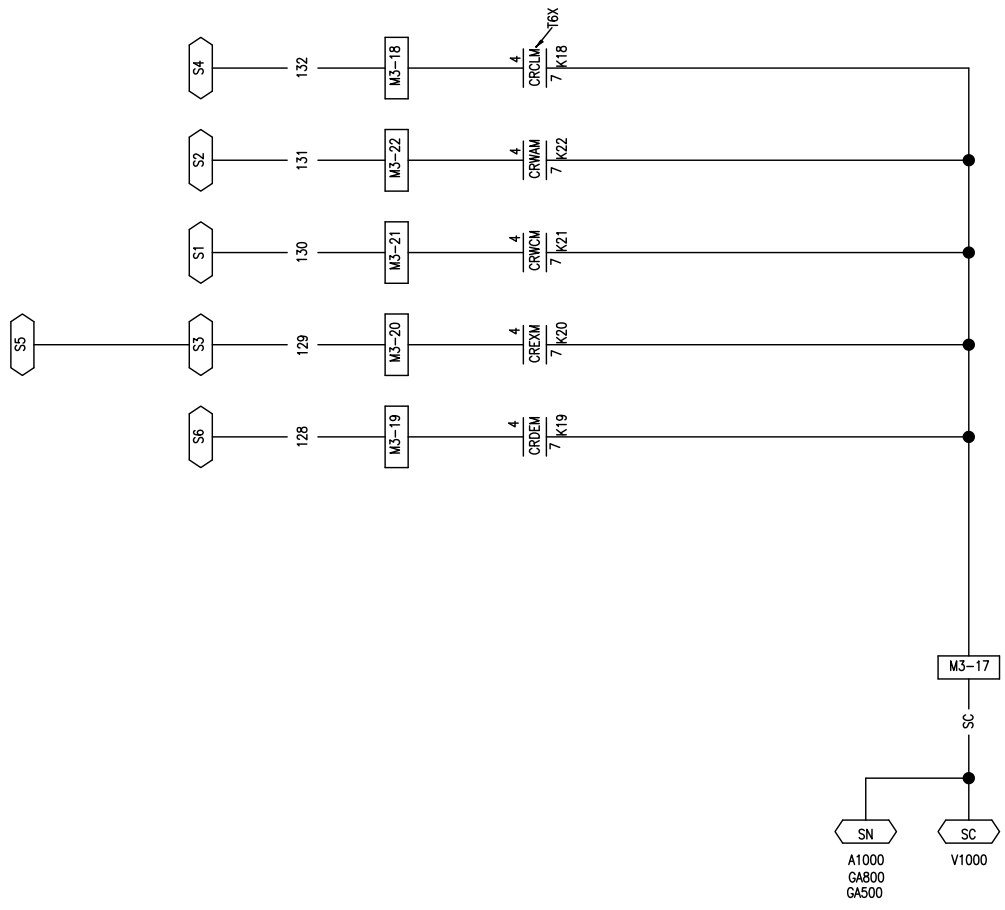 T6X
S4
132
M3-18
4
CRCLM
7 K18
S2
131
M3-22
4
CRWAM
7 K22
S1
130
M3-21
4
CRWCM
7 K21
S5
S3
129
M3-20
4
CREXM
7 K20
S6
128
M3-19
4
CRDEM
7 K19
M3-17
SC
SN
SC
A1000
V1000
GA800
GA500